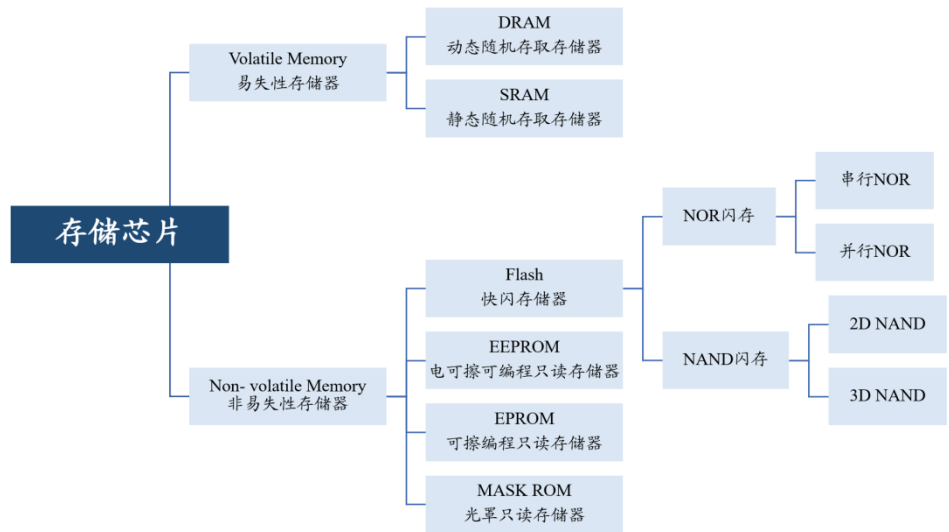 存储芯片
Volatile Memory
易失性存储器
DRAM
动态随机存取存储器
SRAM
静态随机存取存储器
Non- volatile Memory
非易失性存储器
Flash
快闪存储器
EEPROM
电可擦可编程只读存储器
EPROM
可擦编程只读存储器
MASK ROM
光罩只读存储器
NOR闪存
串行NOR
并行NOR
NAND闪存
2D NAND
3D NAND